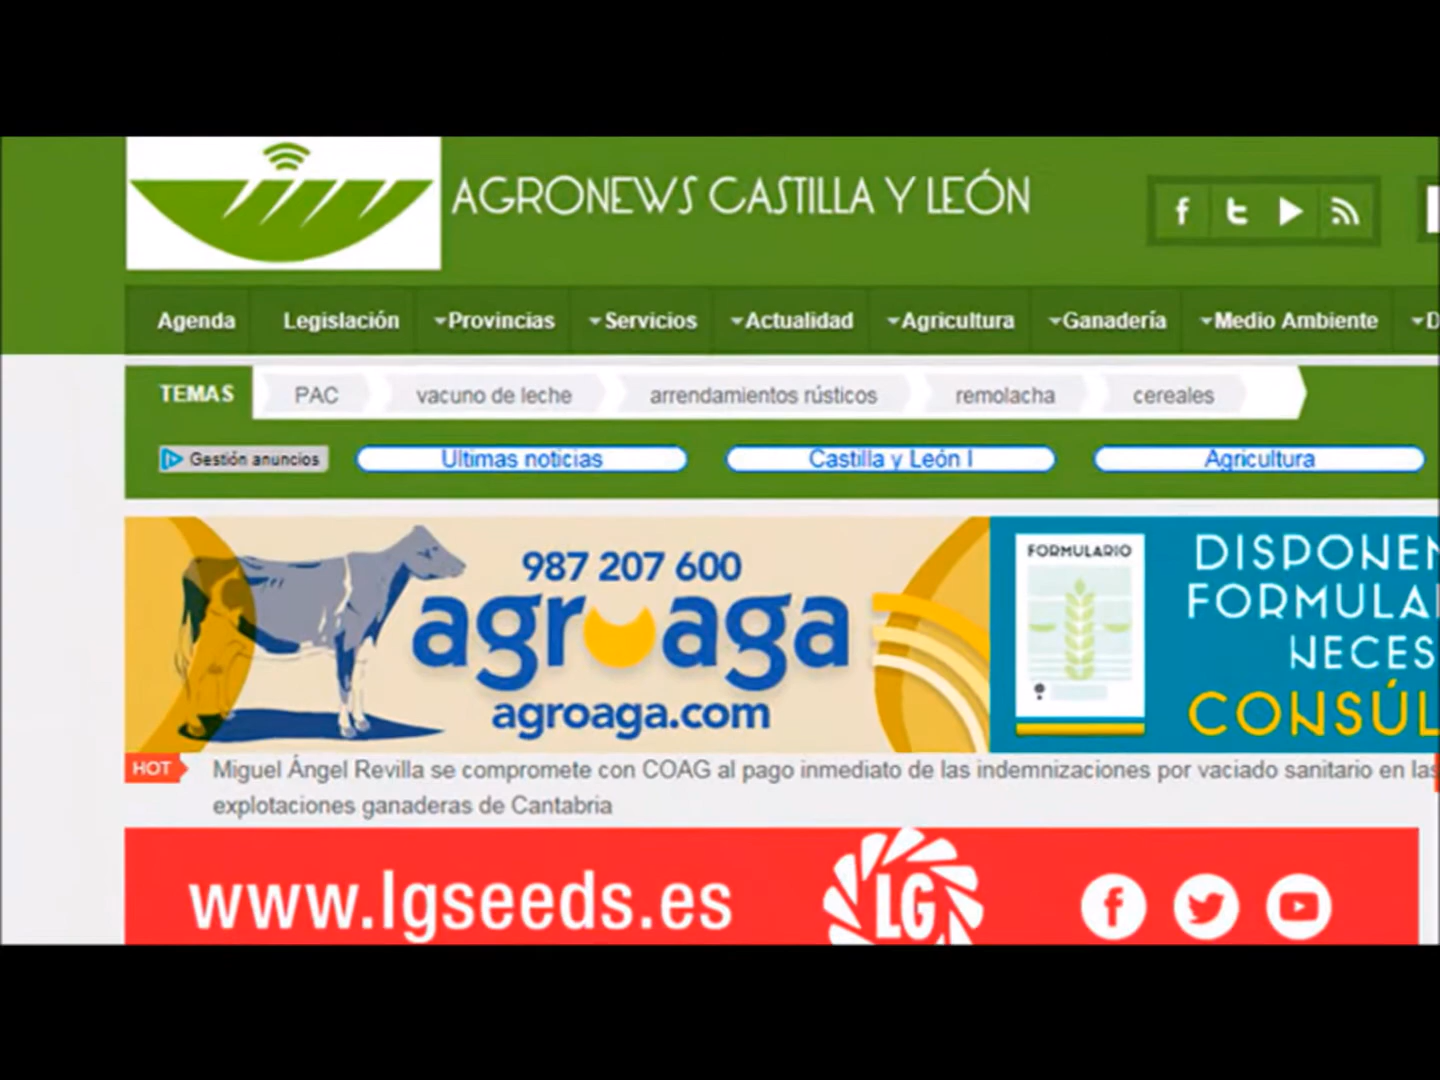 AGRONEWS CASTILLA Y LEÓN
Agenda Legislación Provincias Servicios Actualidad Agricultura Ganadería Medio Ambiente
TEMAS PAC vacuno de leche arrendamientos rústicos remolacha cereales
Gestión anuncios Ultimas noticias Castilla y León I Agricultura
987 207 600
agroaga
agroaga.com
FORMULARIO
DISPONEN
FORMULA
NECES
CONSÚL
HOT
Miguel Ángel Revilla se compromete con COAG al pago inmediato de las indemnizaciones por vaciado sanitario en las
explotaciones ganaderas de Cantabria
www.lgseeds.es
LG